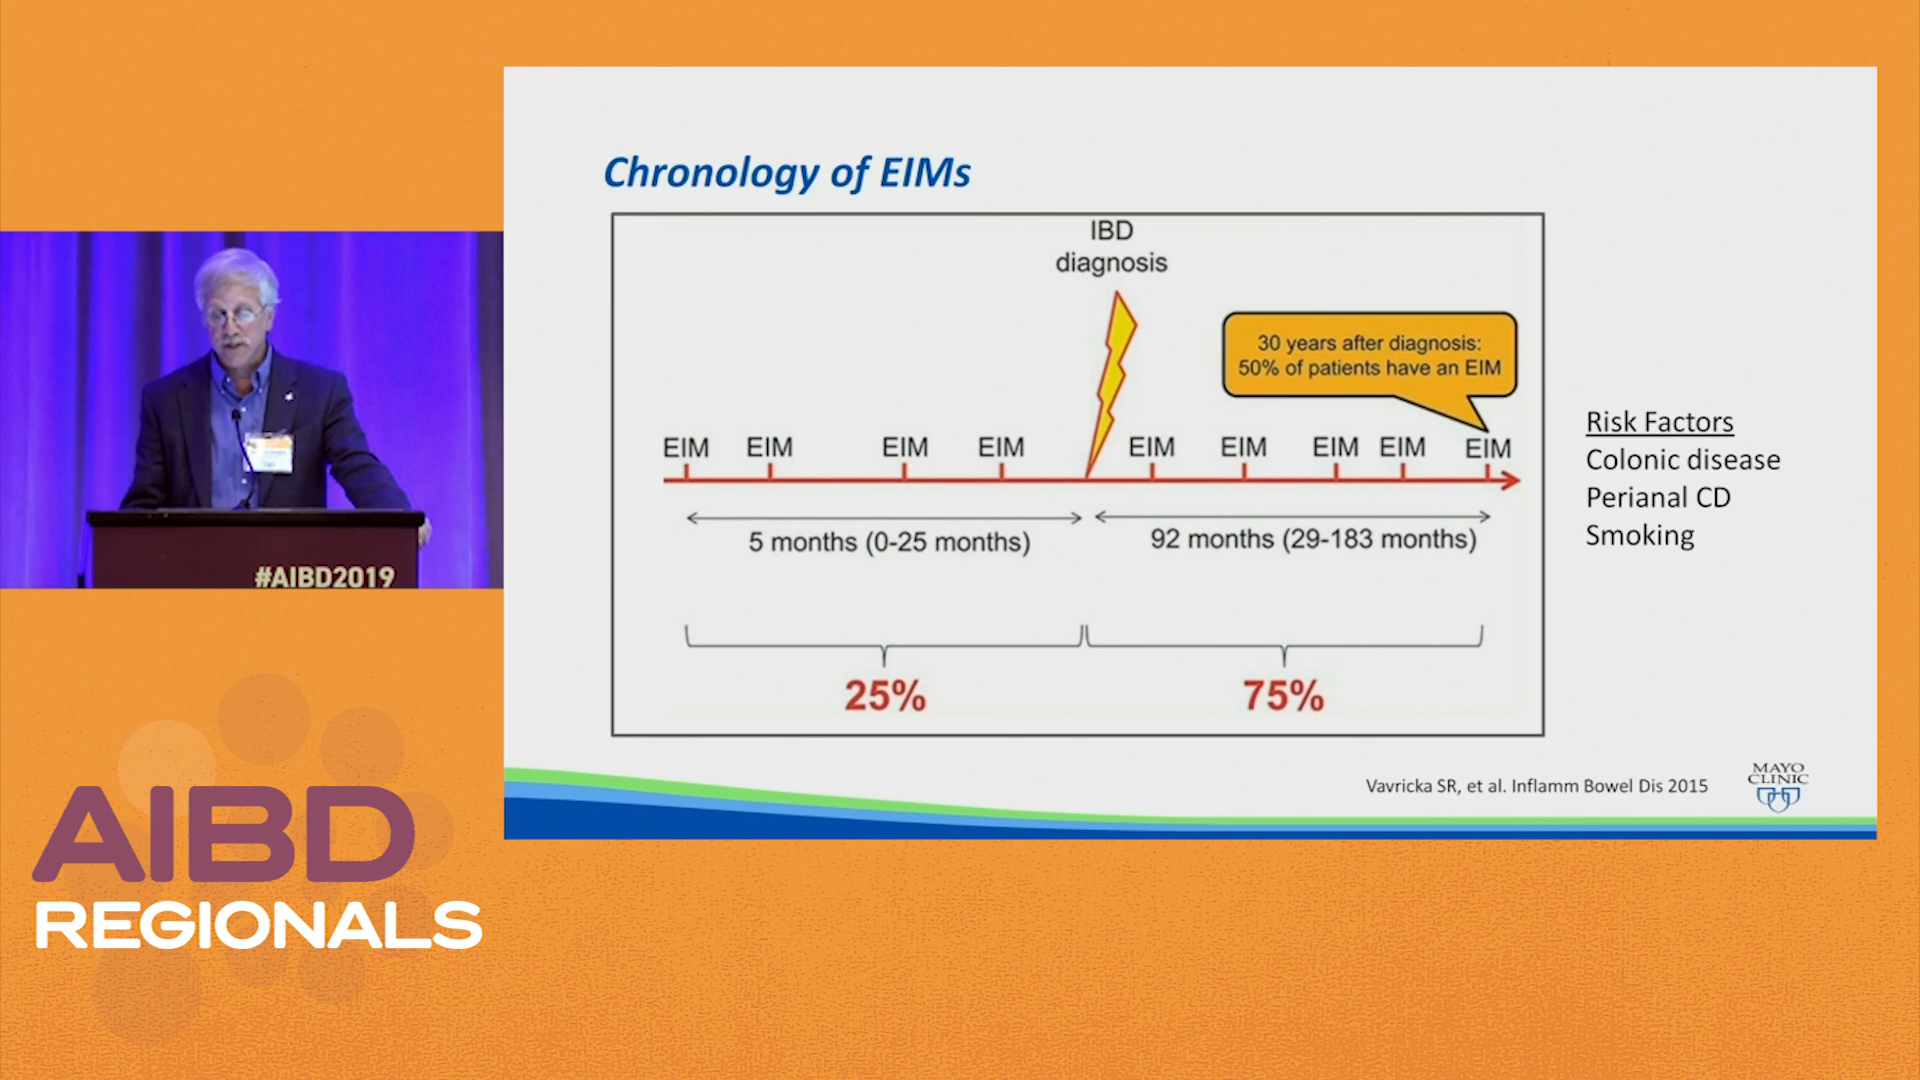 Chronology of EIMs
IBD
diagnosis
30 years after diagnosis:
50% of patients have an EIM
EIM EIM EIM EIM EIM EIM EIM EIM EIM
5 months (0-25 months)
92 months (29-183 months)
25%
75%
Risk Factors
Colonic disease
Perianal CD
Smoking
Vavricka SR, et al. Inflamm Bowel Dis 2015
MAYO
CLINIC
#AIBD2019
AIBD
REGIONALS